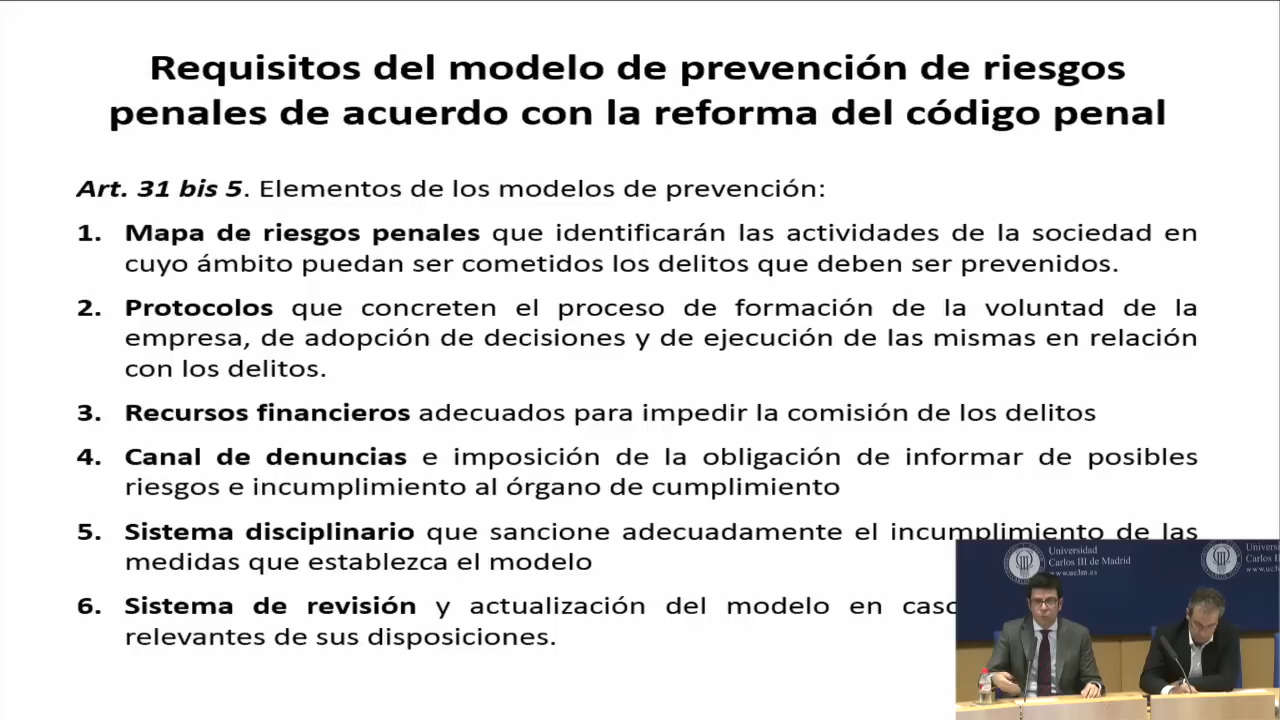 Requisitos del modelo de prevención de riesgos
penales de acuerdo con la reforma del código penal
Art. 31 bis 5. Elementos de los modelos de prevención:
1. Mapa de riesgos penales que identificarán las actividades de la sociedad en
cuyo ámbito puedan ser cometidos los delitos que deben ser prevenidos.
2. Protocolos que concreten el proceso de formación de la voluntad de la
empresa, de adopción de decisiones y de ejecución de las mismas en relación
con los delitos.
3. Recursos financieros adecuados para impedir la comisión de los delitos
4. Canal de denuncias e imposición de la obligación de informar de posibles
riesgos e incumplimiento al órgano de cumplimiento
5. Sistema disciplinario que sancione adecuadamente el incumplimiento de las
medidas que establezca el modelo
6. Sistema de revisión y actualización del modelo en caso
relevantes de sus disposiciones.
Universidad
Carlos III de Madrid
www.uc3m.es
Universidad
Carlos III
www.uc3m